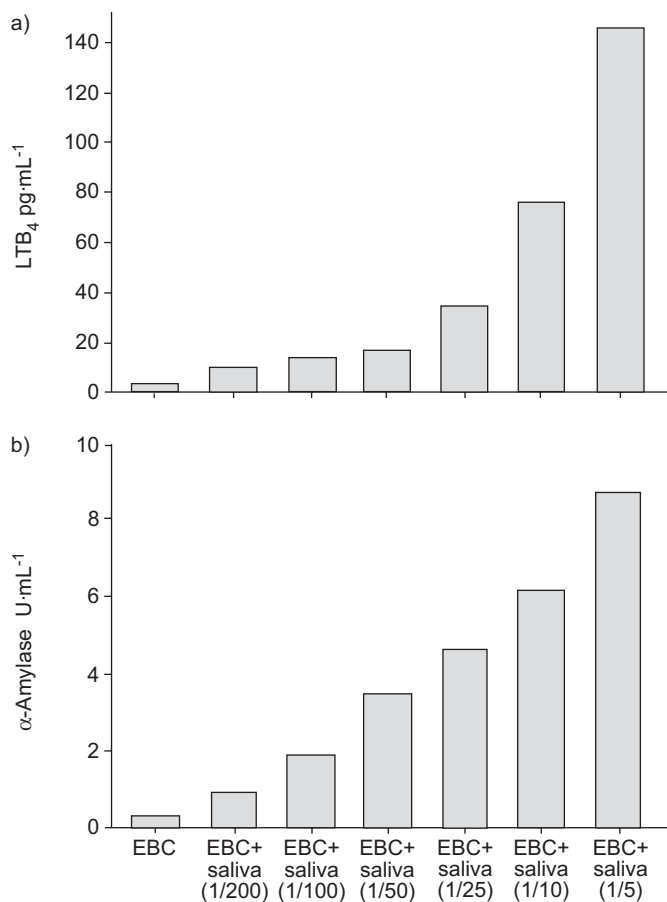 a)
140
120
100
80
60
40
20
0
LTB₄ pg·mL⁻¹
b)
10
8
6
4
2
0
α-Amylase U·mL⁻¹
EBC EBC+ EBC+ EBC+ EBC+ EBC+ EBC+
saliva saliva saliva saliva saliva saliva
(1/200) (1/100) (1/50) (1/25) (1/10) (1/5)